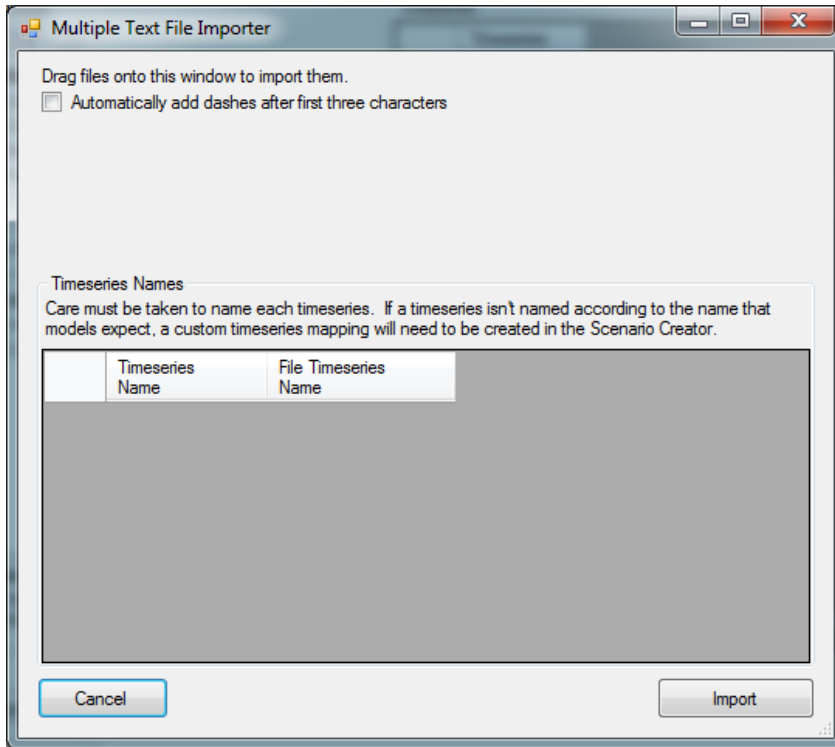 Multiple Text File Importer
Drag files onto this window to import them.
Automatically add dashes after first three characters
Timeseries Names
Care must be taken to name each timeseries.  If a timeseries isn't named according to the name that
models expect, a custom timeseries mapping will need to be created in the Scenario Creator.
Timeseries File Timeseries
Name Name
Cancel Import